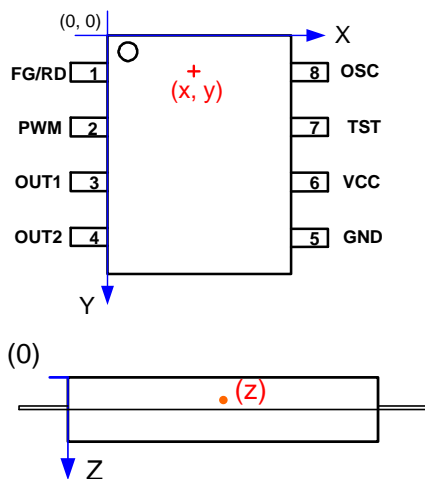 (0, 0)
X
FG/RD 1
8 OSC
(x, y)
PWM 2
7 TST
OUT1 3
6 VCC
OUT2 4
5 GND
Y
(0)
(z)
Z